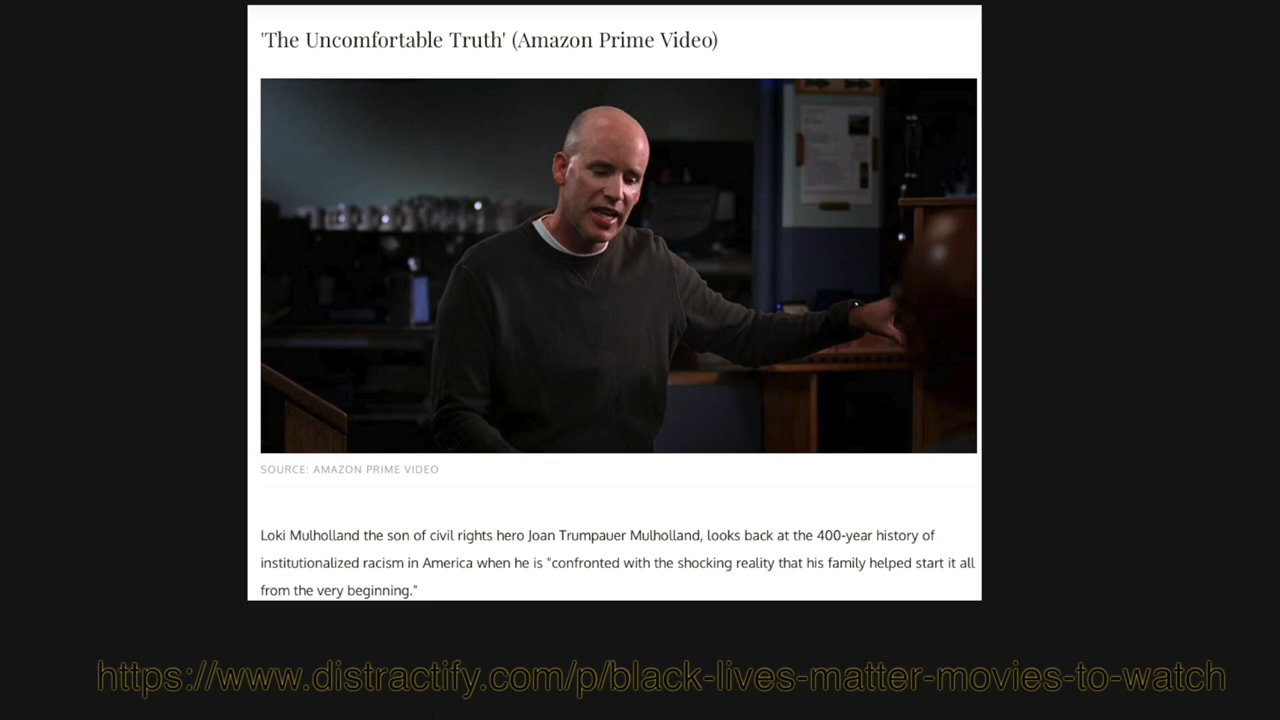 'The Uncomfortable Truth' (Amazon Prime Video)
SOURCE: AMAZON PRIME VIDEO
Loki Mulholland the son of civil rights hero Joan Trumpauer Mulholland, looks back at the 400-year history of
institutionalized racism in America when he is "confronted with the shocking reality that his family helped start it all
from the very beginning."
https://www.distractify.com/p/black-lives-matter-movies-to-watch